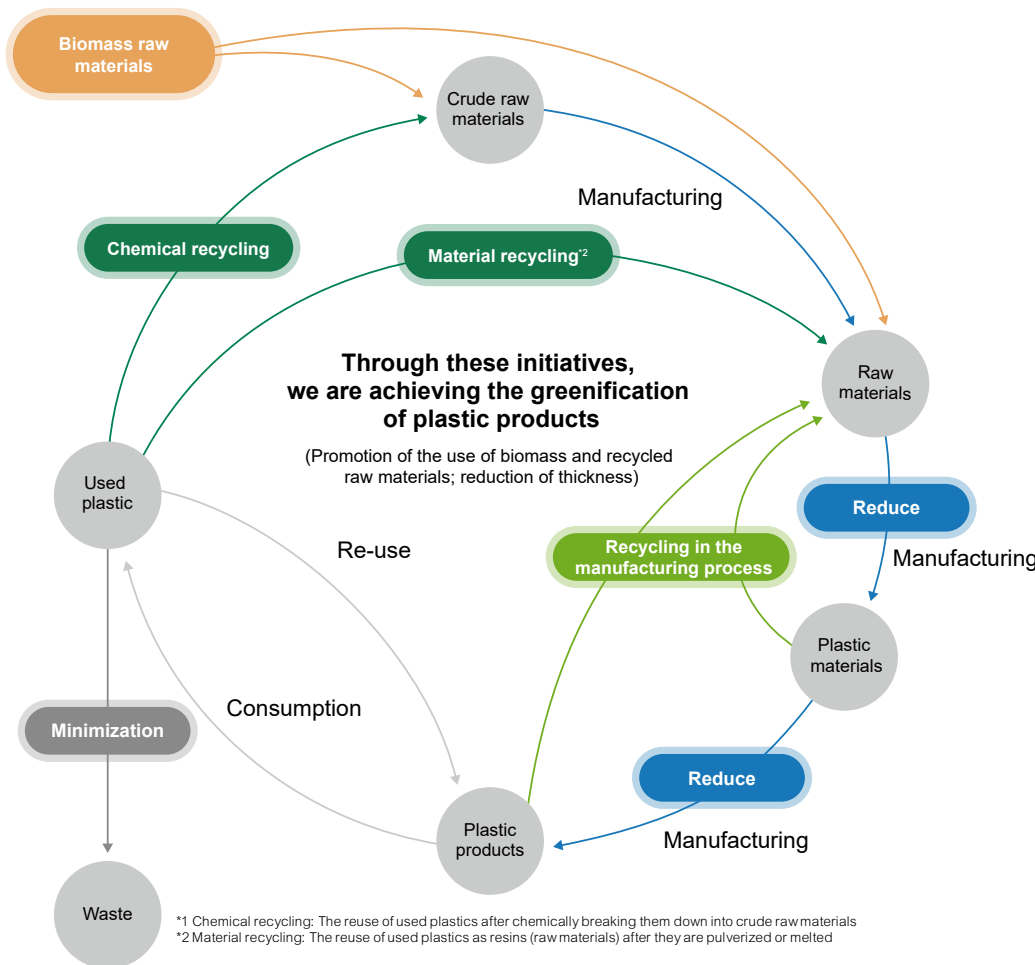 Biomass raw
materials
Crude raw
materials
Manufacturing
Chemical recycling
Material recycling*2
Through these initiatives,
we are achieving the greenification
of plastic products
(Promotion of the use of biomass and recycled
raw materials; reduction of thickness)
Raw
materials
Used
plastic
Reduce
Re-use
Recycling in the
manufacturing process
Manufacturing
Plastic
materials
Consumption
Minimization
Reduce
Plastic
products
Manufacturing
Waste
*1 Chemical recycling: The reuse of used plastics after chemically breaking them down into crude raw materials
*2 Material recycling: The reuse of used plastics as resins (raw materials) after they are pulverized or melted